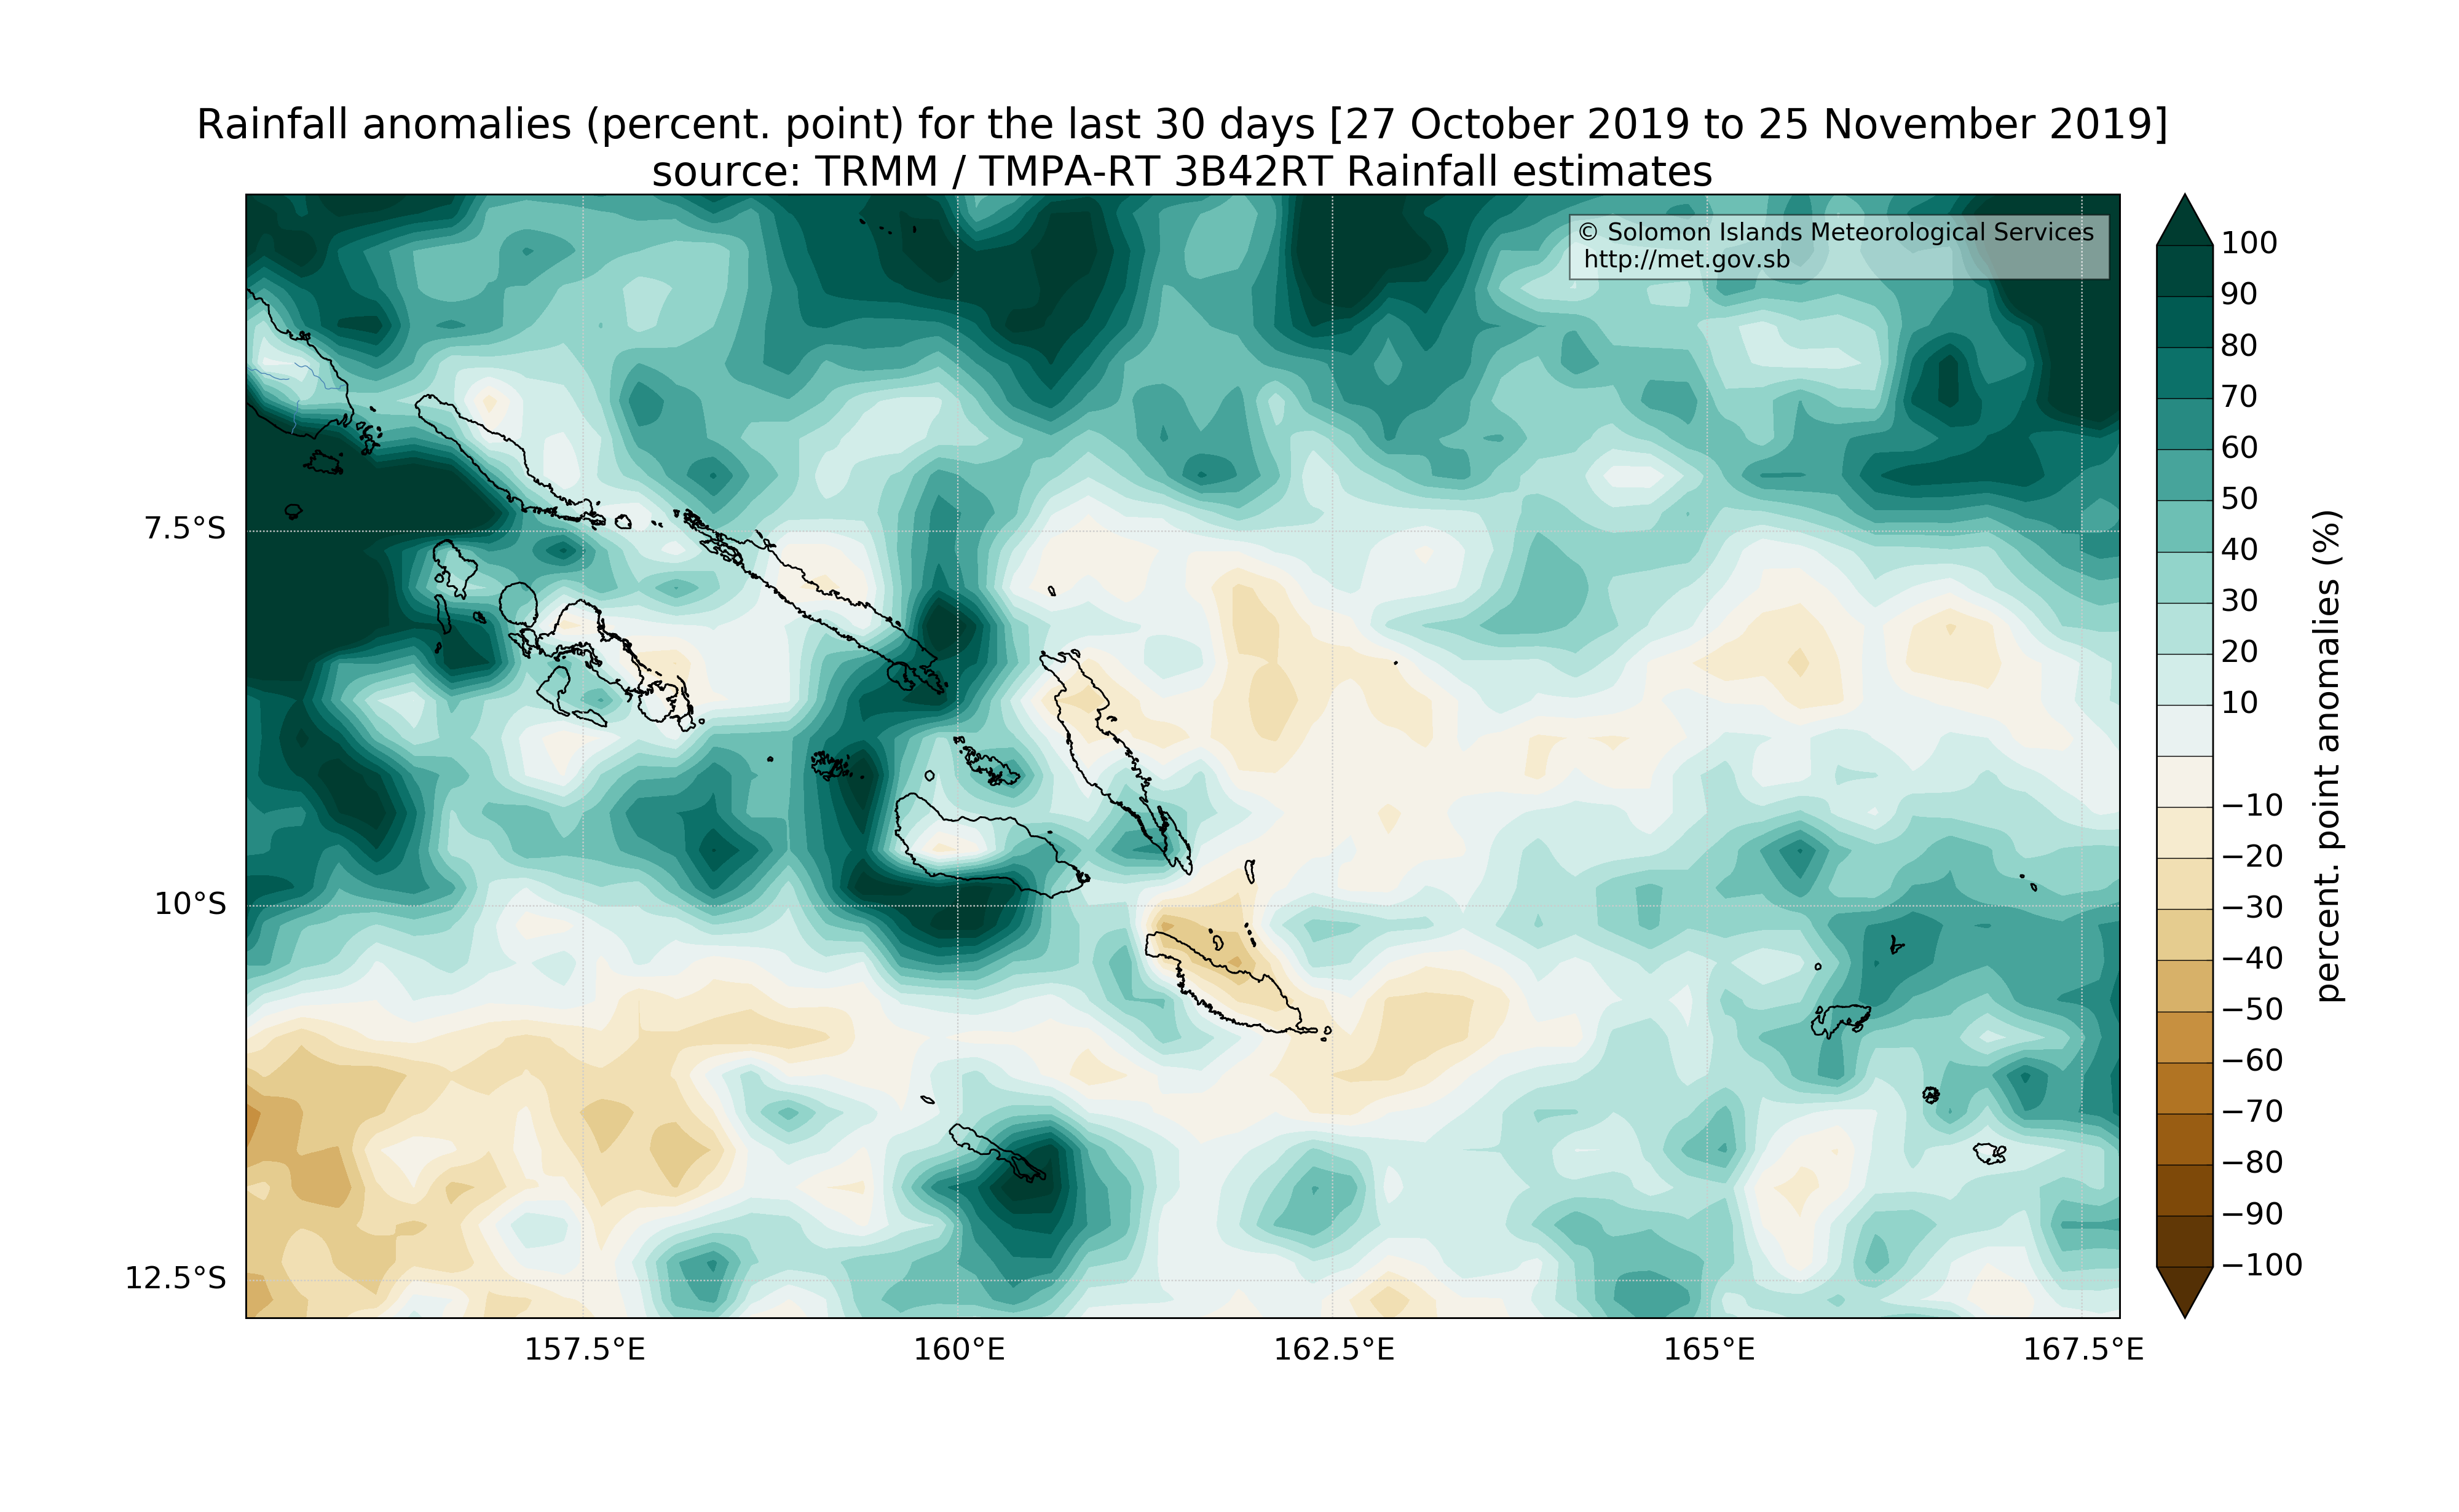 Rainfall anomalies (percent. point) for the last 30 days [27 October 2019 to 25 November 2019]
source: TRMM / TMPA-RT 3B42RT Rainfall estimates
© Solomon Islands Meteorological Services
http://met.gov.sb
7.5°S
10°S
12.5°S
157.5°E
160°E
162.5°E
165°E
167.5°E
100
90
80
70
60
50
40
30
20
10
−10
−20
−30
−40
−50
−60
−70
−80
−90
−100
percent. point anomalies (%)